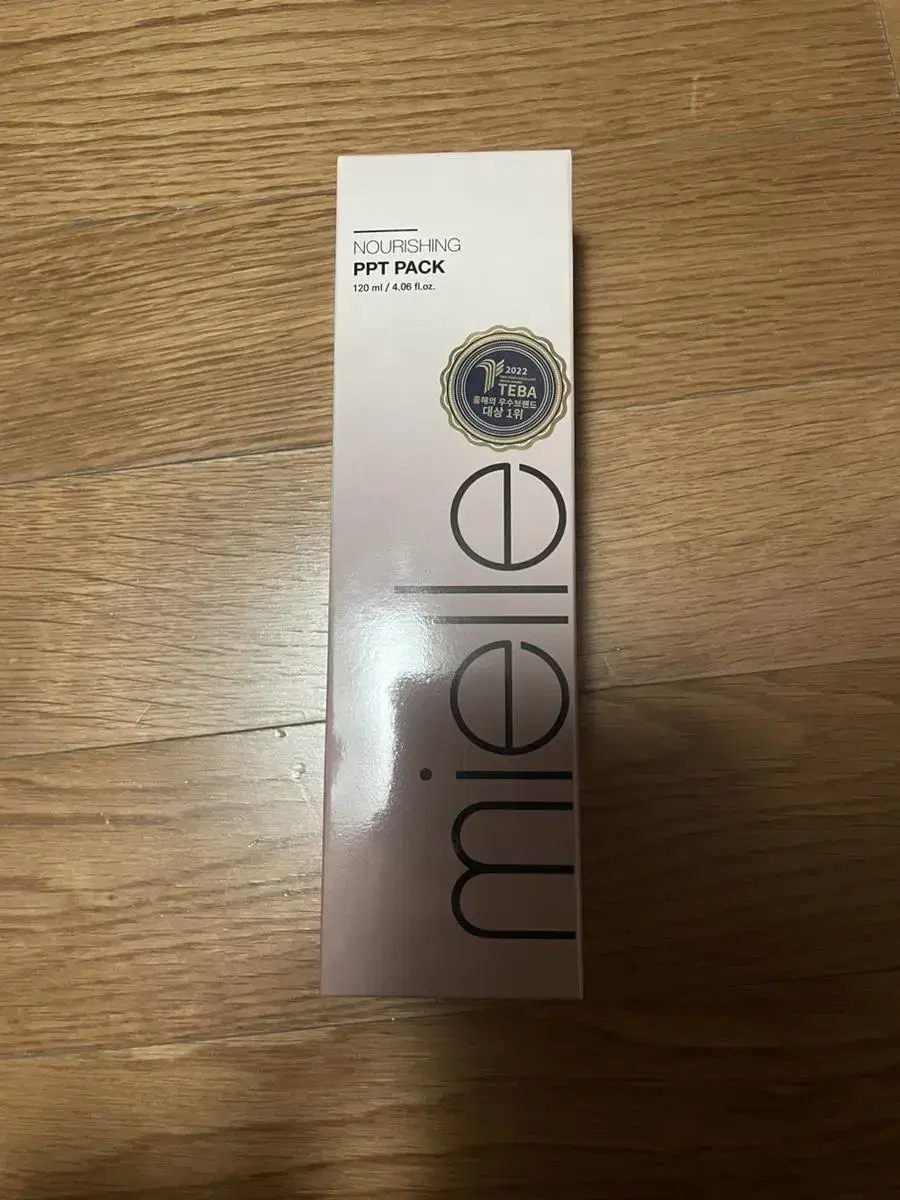 NOURISHING
PPT PACK
120 ml / 4.06 fl.oz.
2022
TEBA
올해의 우수브랜드
대상 1위
mielle